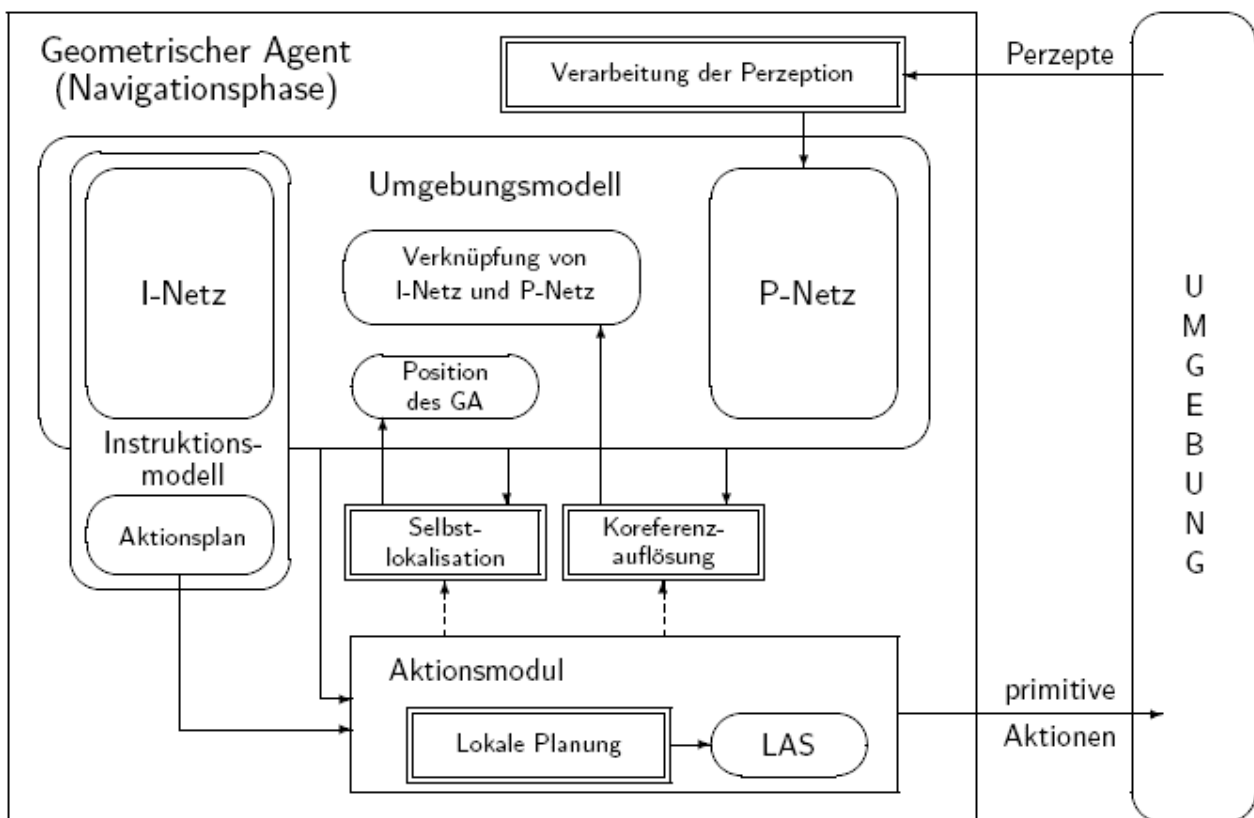 Geometrischer Agent
(Navigationsphase)
Verarbeitung der Perzeption
Perzepte
Umgebungsmodell
I-Netz
Verknüpfung von
I-Netz und P-Netz
P-Netz
Position
des GA
Instruktions-
modell
Aktionsplan
Selbst-
lokalisation
Koreferenz-
auflösung
Aktionsmodul
Lokale Planung
LAS
primitive
Aktionen
U
M
G
E
B
U
N
G